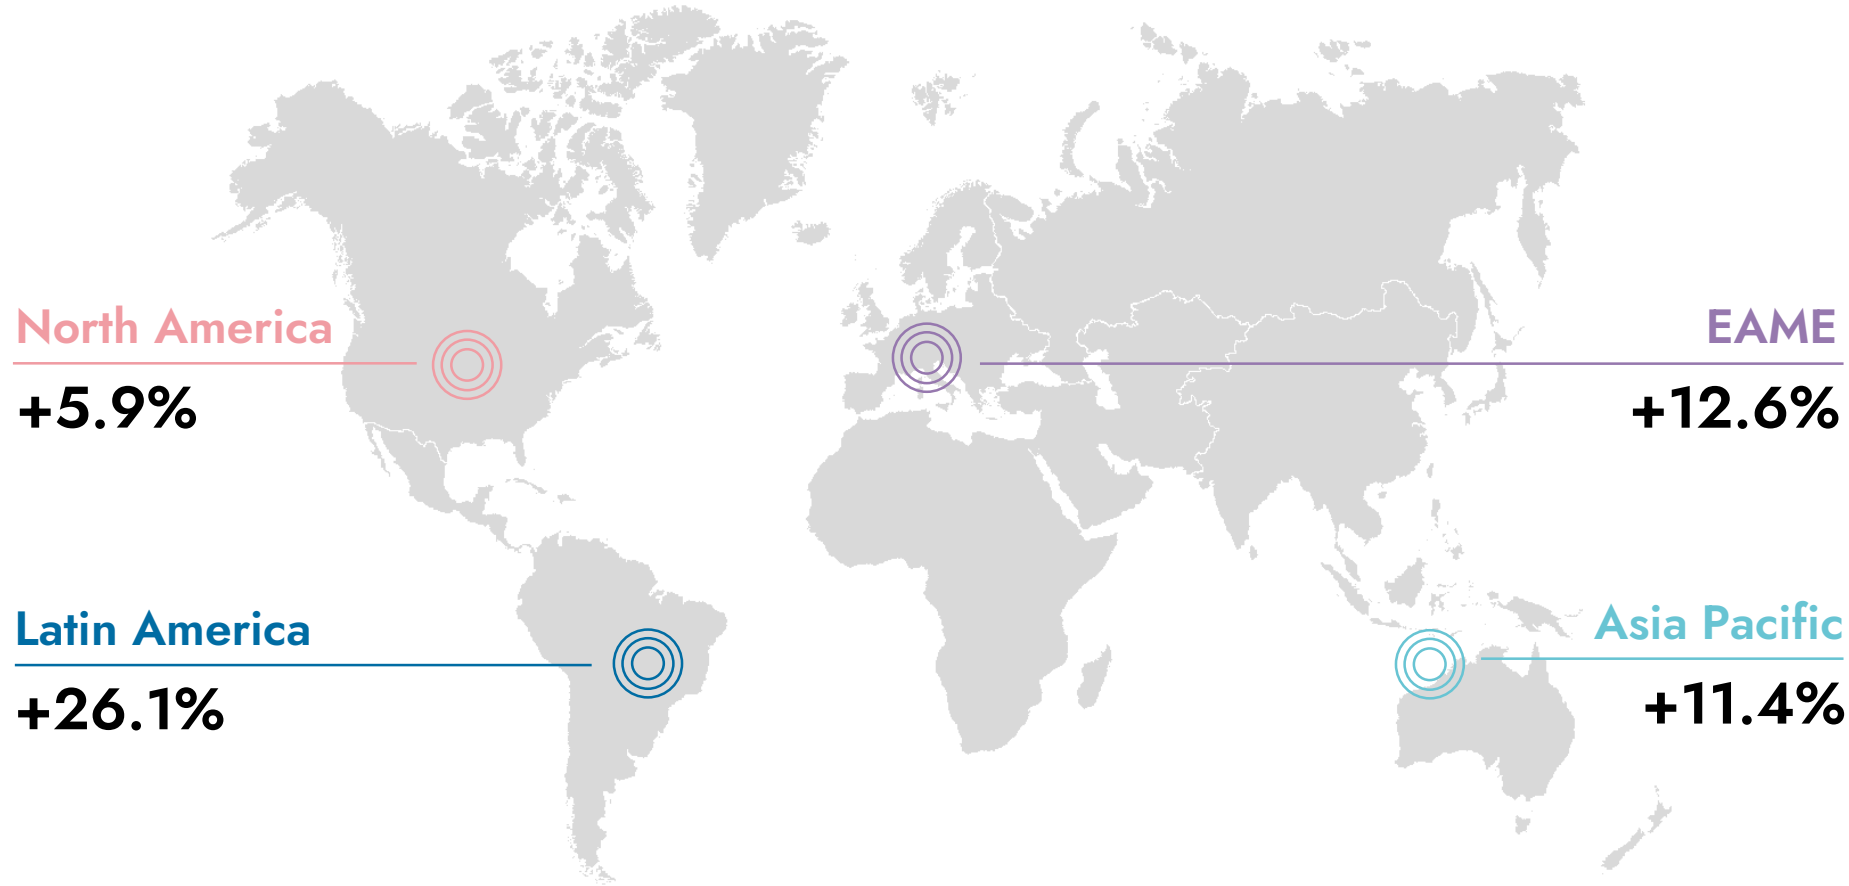 North America
+5.9%
EAME
+12.6%
Latin America
+26.1%
Asia Pacific
+11.4%